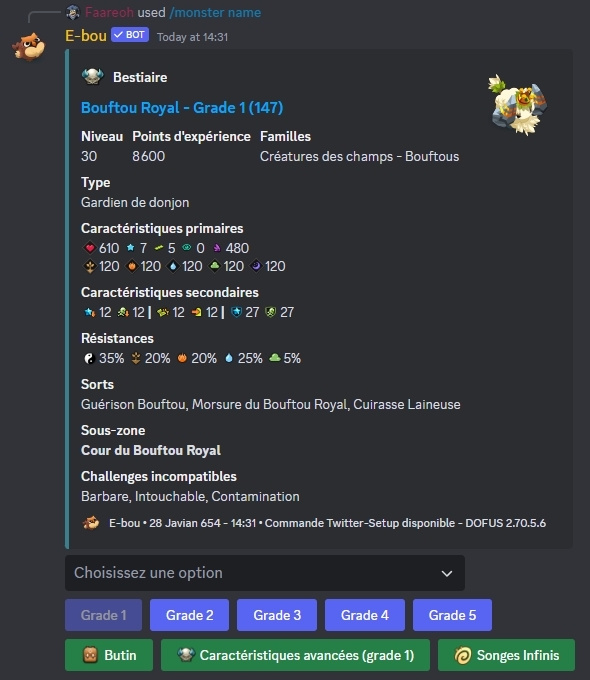 Faareoh used /monster name
E-bou ✓ BOT Today at 14:31
Bestiaire
Bouftou Royal - Grade 1 (147)
Niveau Points d'expérience Familles
30 8600 Créatures des champs - Bouftous
Type
Gardien de donjon
Caractéristiques primaires
610 7 5 0 480
120 120 120 120 120
Caractéristiques secondaires
12 12 | 12 12 | 27 27
Résistances
35% 20% 20% 25% 5%
Sorts
Guérison Bouftou, Morsure du Bouftou Royal, Cuirasse Laineuse
Sous-zone
Cour du Bouftou Royal
Challenges incompatibles
Barbare, Intouchable, Contamination
E-bou • 28 Javian 654 - 14:31 • Commande Twitter-Setup disponible - DOFUS 2.70.5.6
Choisissez une option
Grade 1 Grade 2 Grade 3 Grade 4 Grade 5
Butin Caractéristiques avancées (grade 1) Songes Infinis